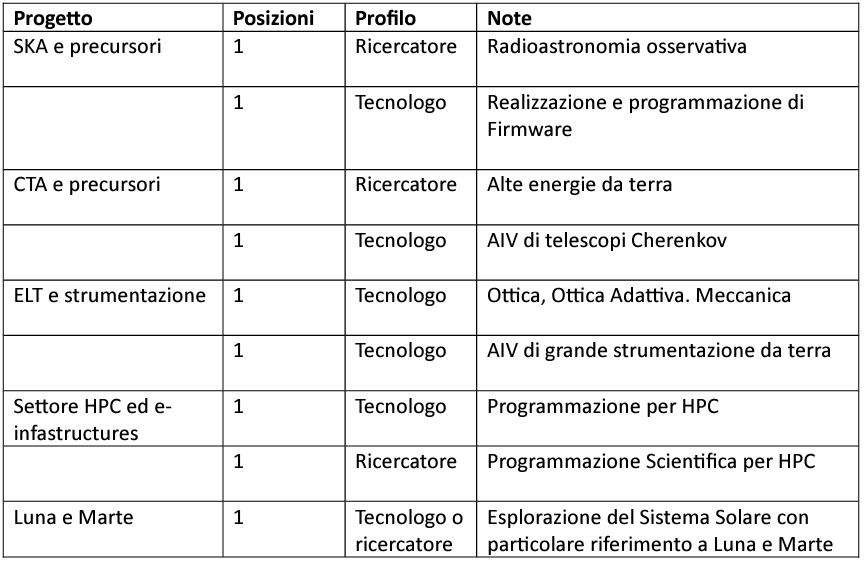 Progetto Posizioni Profilo Note
SKA e precursori 1 Ricercatore Radioastronomia osservativa
1 Tecnologo Realizzazione e programmazione di
Firmware
CTA e precursori 1 Ricercatore Alte energie da terra
1 Tecnologo AIV di telescopi Cherenkov
ELT e strumentazione 1 Tecnologo Ottica, Ottica Adattiva. Meccanica
1 Tecnologo AIV di grande strumentazione da terra
Settore HPC ed e- 1 Tecnologo Programmazione per HPC
infastructures
1 Ricercatore Programmazione Scientifica per HPC
Luna e Marte 1 Tecnologo o Esplorazione del Sistema Solare con
ricercatore particolare riferimento a Luna e Marte